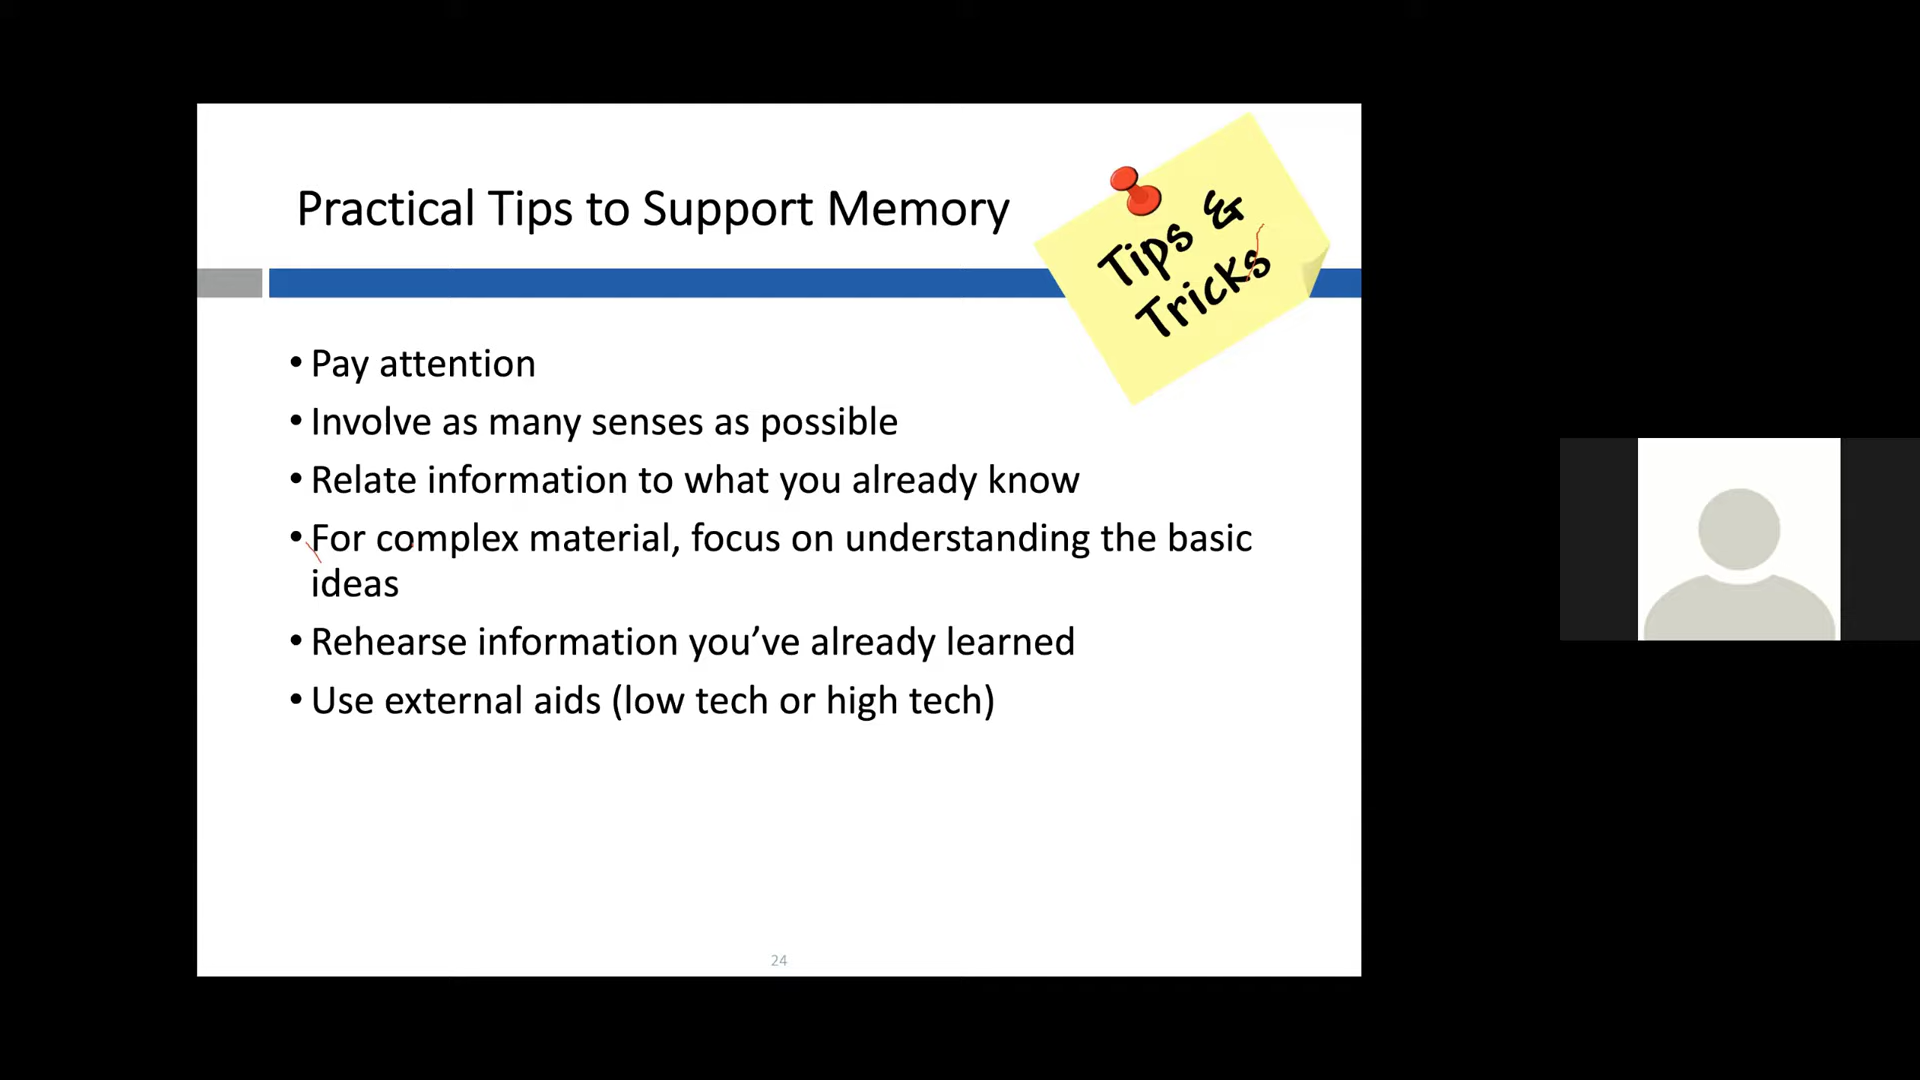 Practical Tips to Support Memory
Tips &
Tricks
• Pay attention
• Involve as many senses as possible
• Relate information to what you already know
• For complex material, focus on understanding the basic
ideas
• Rehearse information you’ve already learned
• Use external aids (low tech or high tech)
24